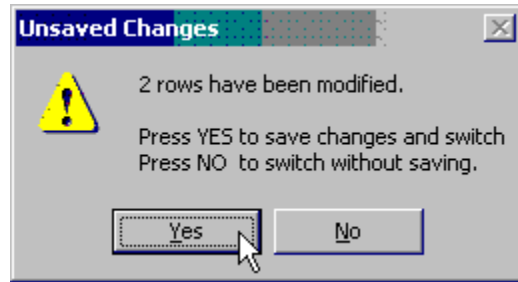 Unsaved Changes
2 rows have been modified.
Press YES to save changes and switch
Press NO to switch without saving.
Yes
No